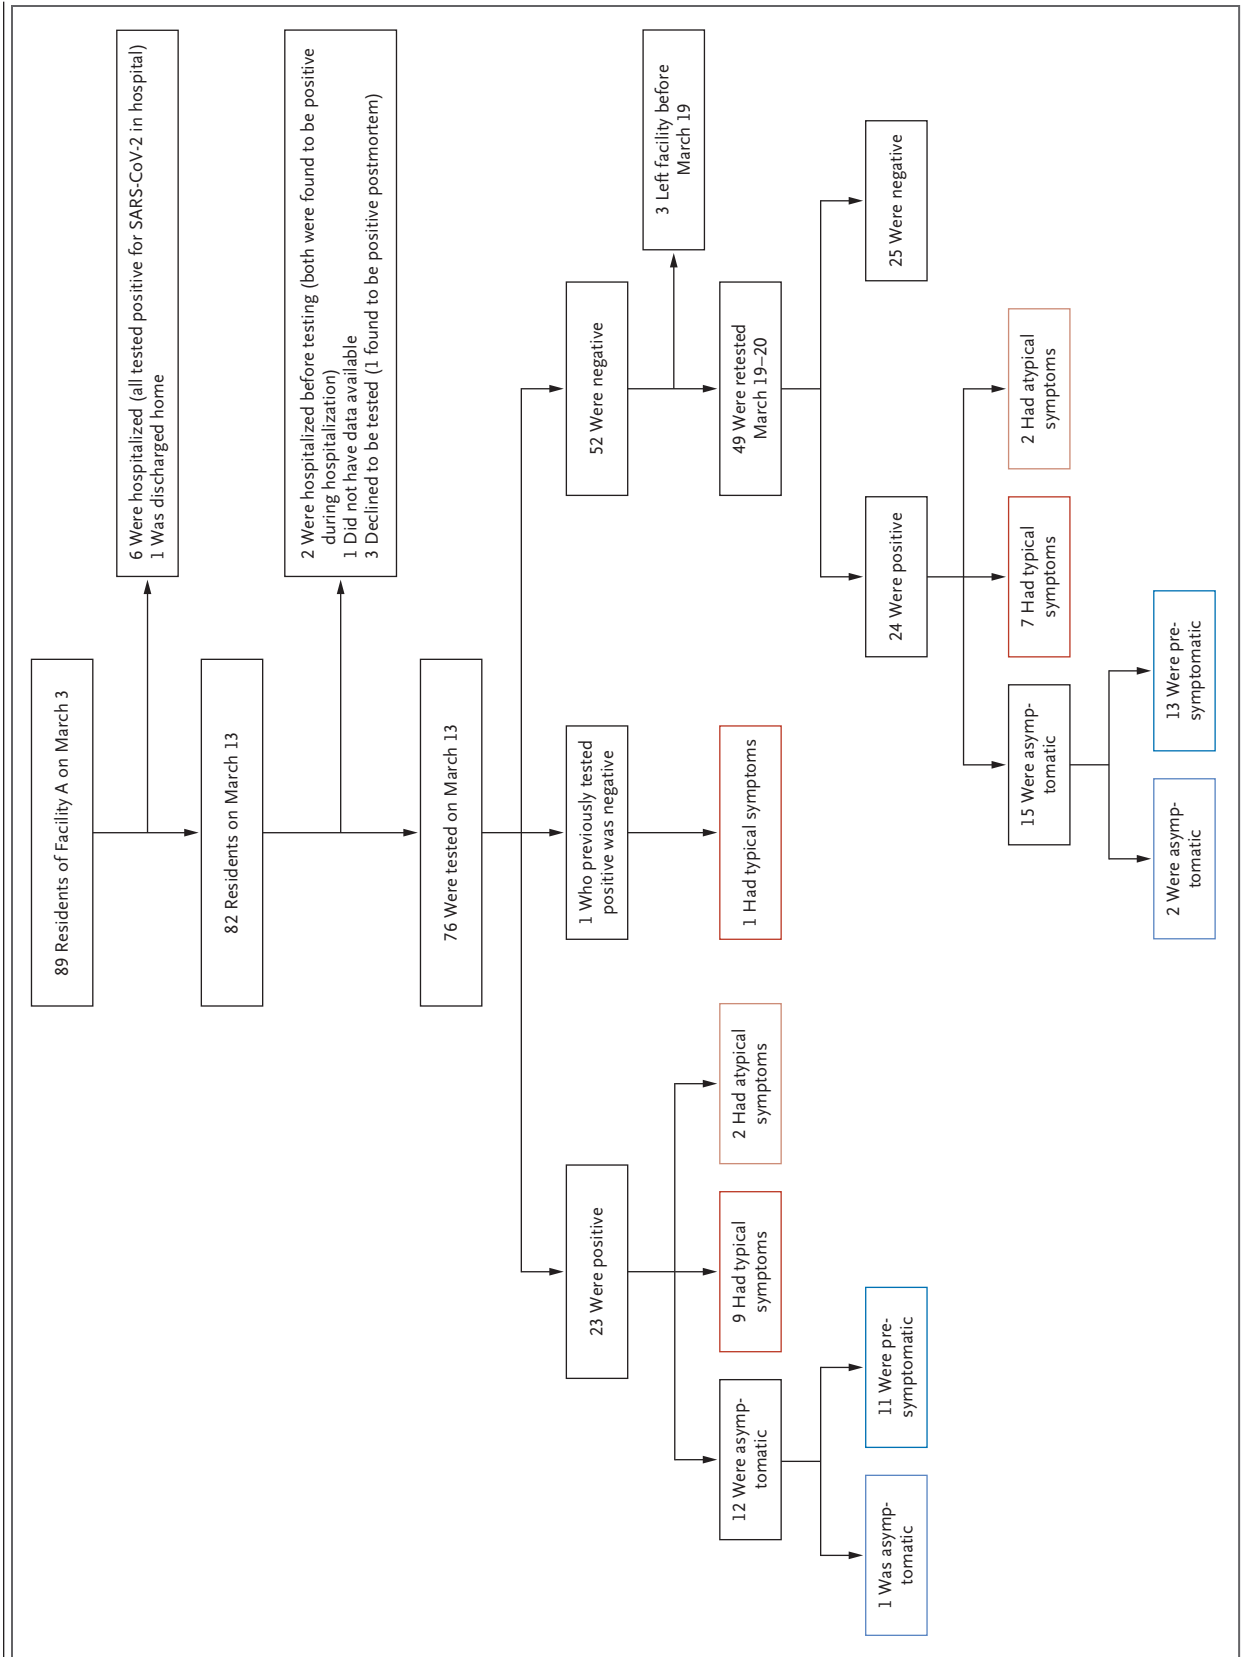 89 Residents of Facility A on March 3
6 Were hospitalized (all tested positive for SARS-CoV-2 in hospital)
1 Was discharged home
82 Residents on March 13
2 Were hospitalized before testing (both were found to be positive
during hospitalization)
1 Did not have data available
3 Declined to be tested (1 found to be positive postmortem)
76 Were tested on March 13
23 Were positive
1 Who previously tested
positive was negative
52 Were negative
3 Left facility before
March 19
12 Were asymp-
tomatic
9 Had typical
symptoms
2 Had atypical
symptoms
1 Had typical symptoms
49 Were retested
March 19–20
1 Was asymp-
tomatic
11 Were pre-
symptomatic
24 Were positive
25 Were negative
15 Were asymp-
tomatic
7 Had typical
symptoms
2 Had atypical
symptoms
2 Were asymp-
tomatic
13 Were pre-
symptomatic